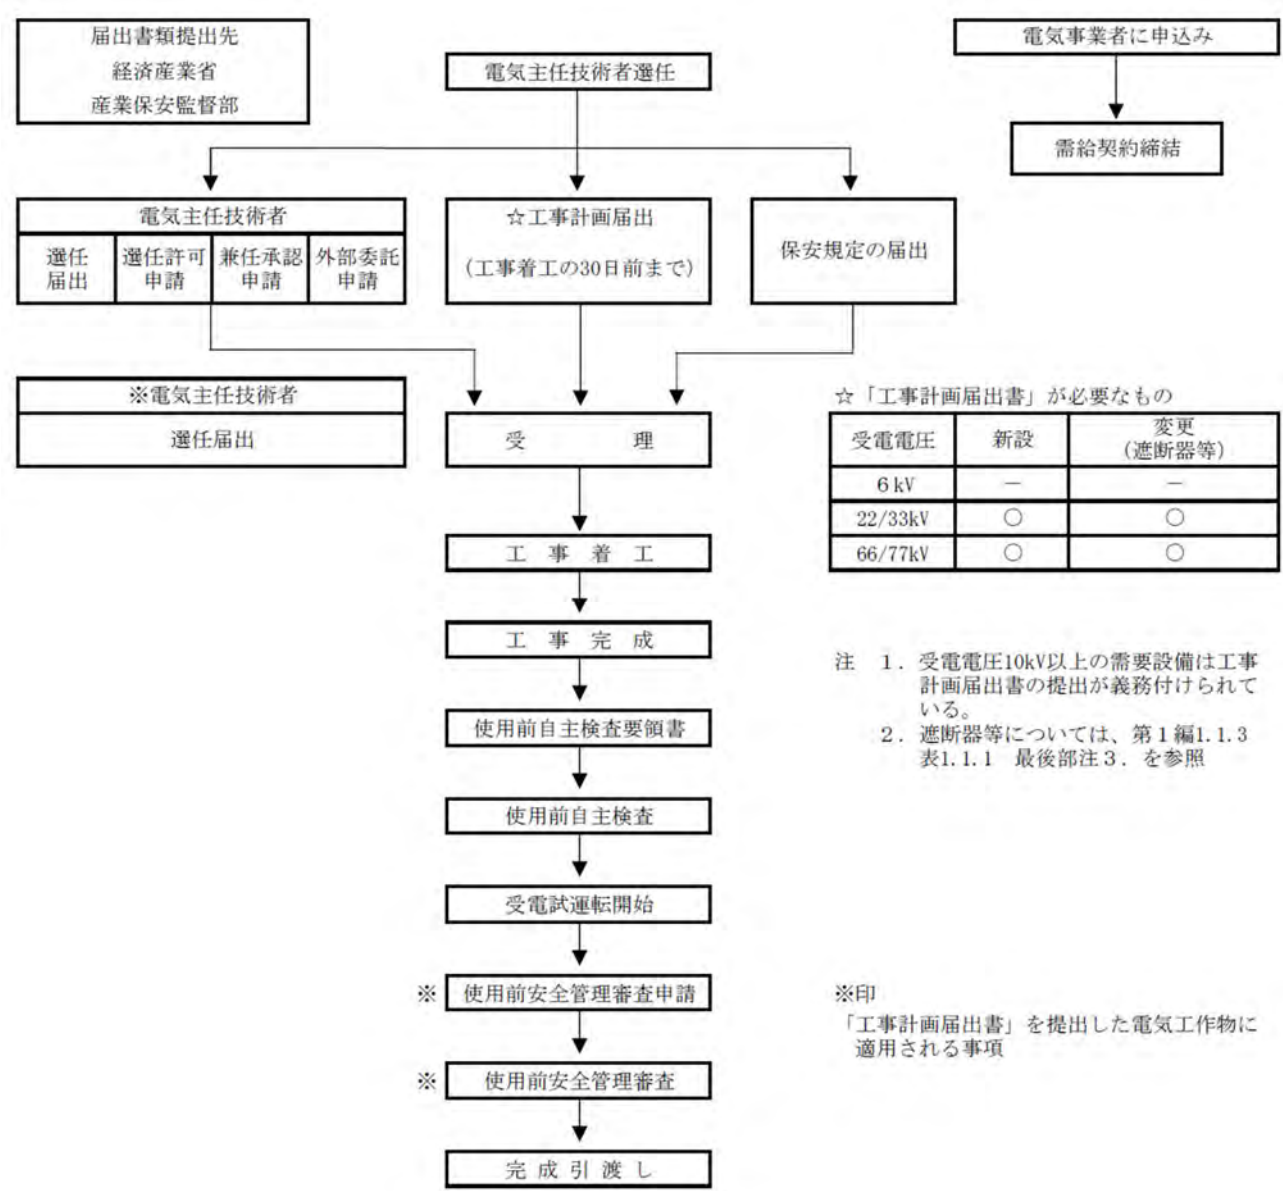 届出書類提出先
経済産業省
産業保安監督部
電気主任技術者選任
電気事業者に申込み
需給契約締結
電気主任技術者
選任
届出
選任許可
申請
兼任承認
申請
外部委託
申請
☆工事計画届出
(工事着工の30日前まで)
保安規定の届出
※電気主任技術者
選任届出
受 理
☆「工事計画届出書」が必要なもの
受電電圧 新設 変更
(遮断器等)
6kV － －
22/33kV ○ ○
66/77kV ○ ○
工 事 着 工
工 事 完 成
注 1. 受電電圧10kV以上の需要設備は工事
計画届出書の提出が義務付けられて
いる。
2. 遮断器等については、第1編1.1.3
表1.1.1 最後部注3. を参照
使用前自主検査要領書
使用前自主検査
受電試運転開始
※ 使用前安全管理審査申請
※ 使用前安全管理審査
完 成 引 渡 し
※印
「工事計画届出書」を提出した電気工作物に
適用される事項